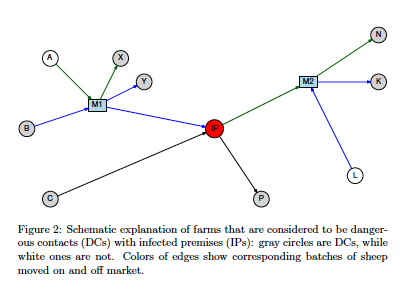 N
A
X
Y
M2
K
M1
B
IP
L
C
P
Figure 2: Schematic explanation of farms that are considered to be danger-
ous contacts (DCs) with infected premises (IPs): gray circles are DCs, while
white ones are not. Colors of edges show corresponding batches of sheep
moved on and off market.